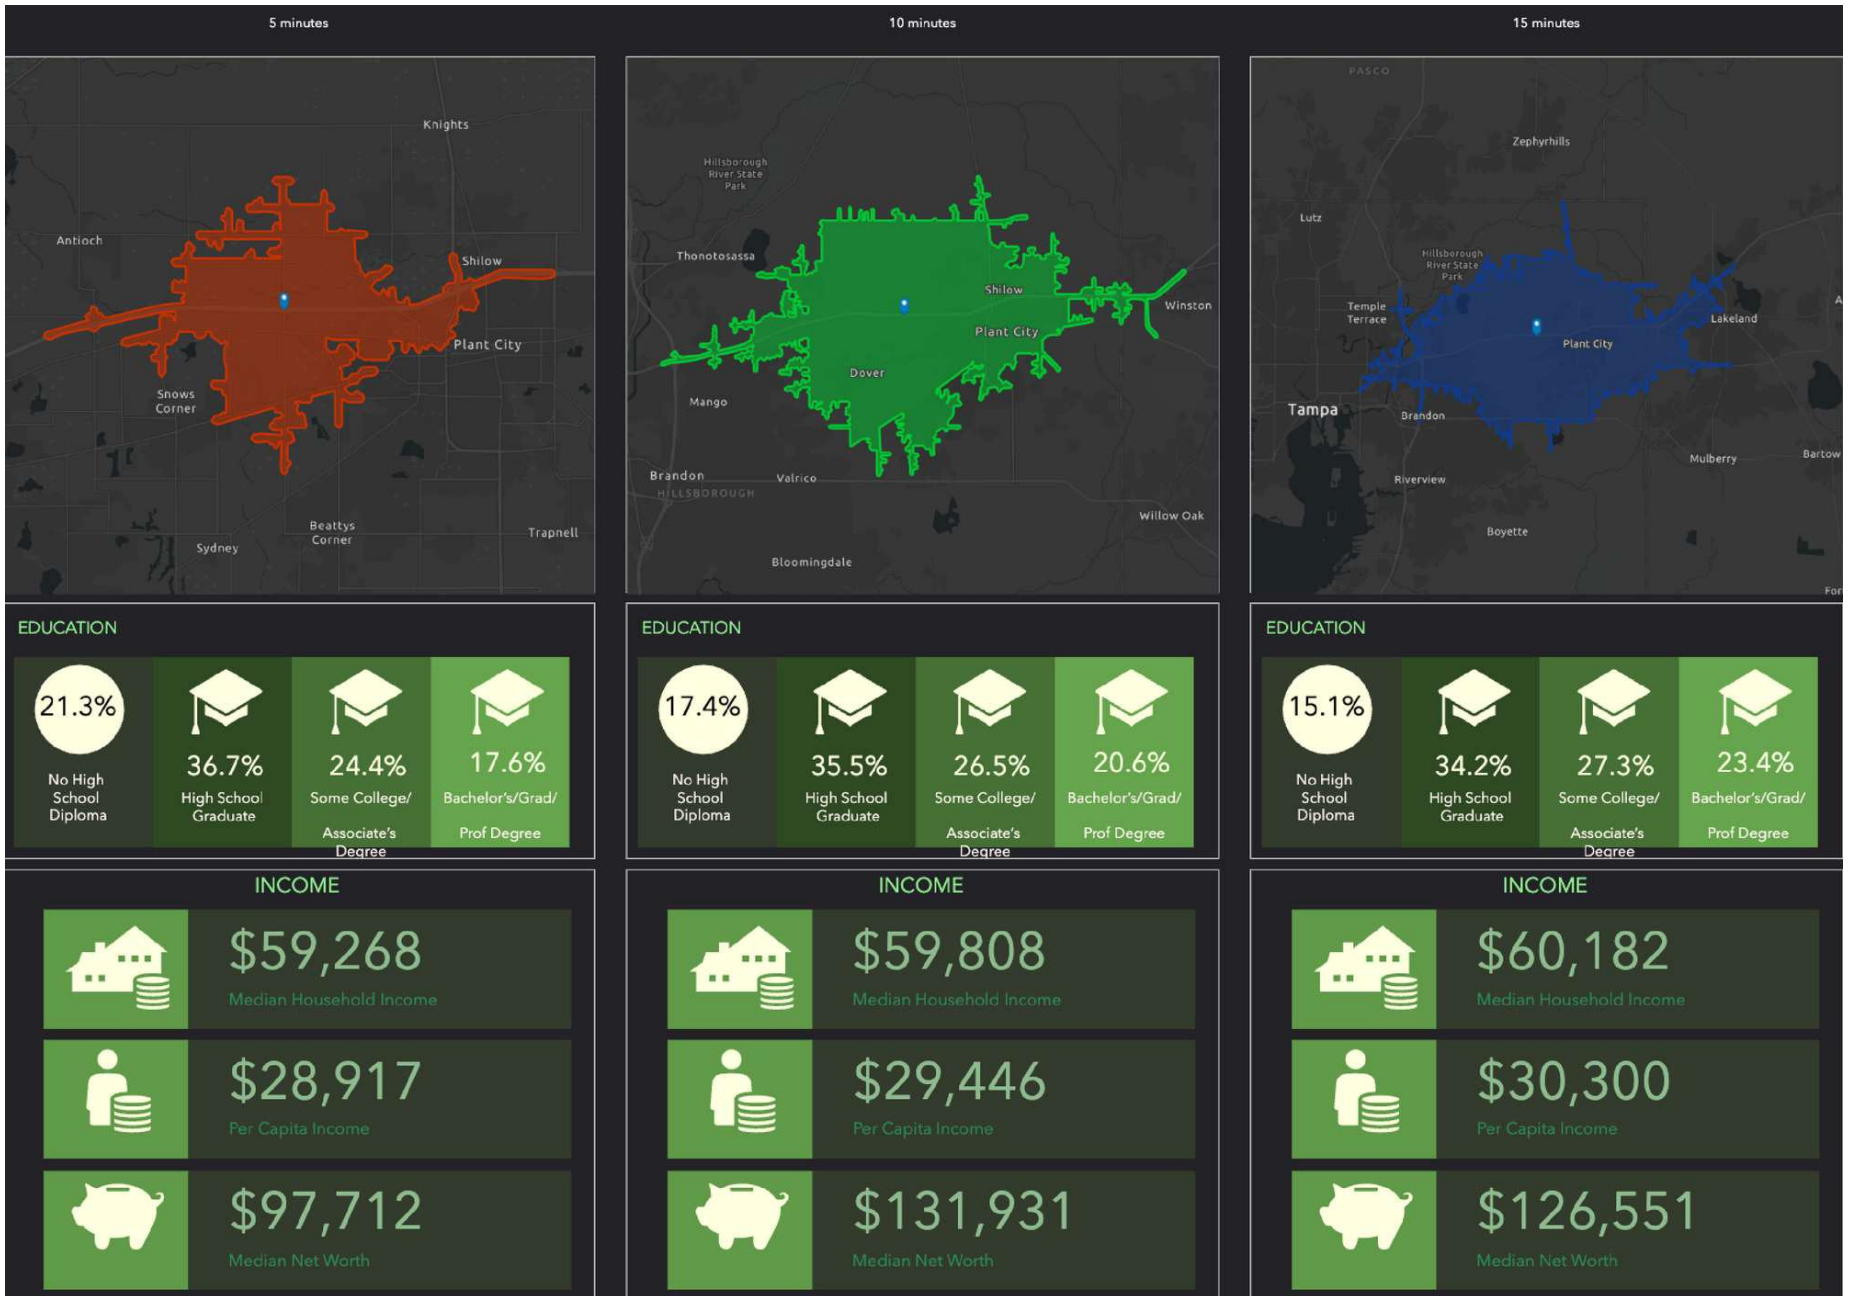 5 minutes
10 minutes
15 minutes
Knights
Antioch
Shilow
Plant City
Snows
Corner
Beattys
Corner
Sydney
Trapnell
Hillsborough
River State
Park
Thonotosassa
Shilow
Winston
Plant City
Dover
Mango
Brandon
Valrico
HILLSBOROUGH
Willow Oak
Bloomingdale
PASCO
Zephyrhills
Lutz
Hillsborough
River State
Park
Temple
Terrace
Lakeland
Plant City
Tampa
Brandon
Mulberry
Bartow
Riverview
Boyette
EDUCATION
21.3%
No High
School
Diploma
36.7%
High School
Graduate
24.4%
Some College/
Associate's
Degree
17.6%
Bachelor's/Grad/
Prof Degree
EDUCATION
17.4%
No High
School
Diploma
35.5%
High School
Graduate
26.5%
Some College/
Associate's
Degree
20.6%
Bachelor's/Grad/
Prof Degree
EDUCATION
15.1%
No High
School
Diploma
34.2%
High School
Graduate
27.3%
Some College/
Associate's
Degree
23.4%
Bachelor's/Grad/
Prof Degree
INCOME
$59,268
Median Household Income
$28,917
Per Capita Income
$97,712
Median Net Worth
INCOME
$59,808
Median Household Income
$29,446
Per Capita Income
$131,931
Median Net Worth
INCOME
$60,182
Median Household Income
$30,300
Per Capita Income
$126,551
Median Net Worth